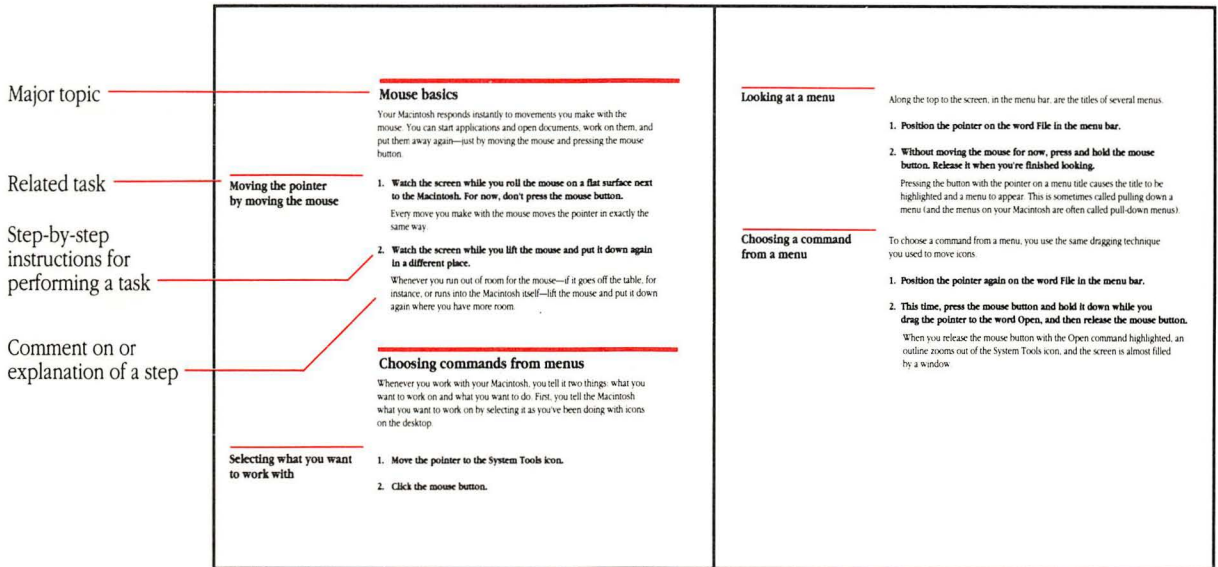 Major topic
Related task
Step-by-step
instructions for
performing a task
Comment on or
explanation of a step
Mouse basics
Your Macintosh responds instantly to movements you make with the
mouse. You can start applications and open documents, work on them, and
put them away again—just by moving the mouse and pressing the mouse
button.
Moving the pointer
by moving the mouse
1. Watch the screen while you roll the mouse on a flat surface next
to the Macintosh. For now, don't press the mouse button.
Every move you make with the mouse moves the pointer in exactly the
same way.
2. Watch the screen while you lift the mouse and put it down again
in a different place.
Whenever you run out of room for the mouse—if it goes off the table, for
instance, or runs into the Macintosh itself—lift the mouse and put it down
again where you have more room.
Choosing commands from menus
Whenever you work with your Macintosh, you tell it two things: what you
want to work on and what you want to do. First, you tell the Macintosh
what you want to work on by selecting it as you've been doing with icons
on the desktop.
Selecting what you want
to work with
1. Move the pointer to the System Tools icon.
2. Click the mouse button.
Looking at a menu
Along the top to the screen, in the menu bar, are the titles of several menus.
1. Position the pointer on the word File in the menu bar.
2. Without moving the mouse for now, press and hold the mouse
button. Release it when you're finished looking.
Pressing the button with the pointer on a menu title causes the title to be
highlighted and a menu to appear. This is sometimes called pulling down a
menu (and the menus on your Macintosh are often called pull-down menus).
Choosing a command
from a menu
To choose a command from a menu, you use the same dragging technique
you used to move icons.
1. Position the pointer again on the word File in the menu bar.
2. This time, press the mouse button and hold it down while you
drag the pointer to the word Open, and then release the mouse button.
When you release the mouse button with the Open command highlighted, an
outline zooms out of the System Tools icon, and the screen is almost filled
by a window.